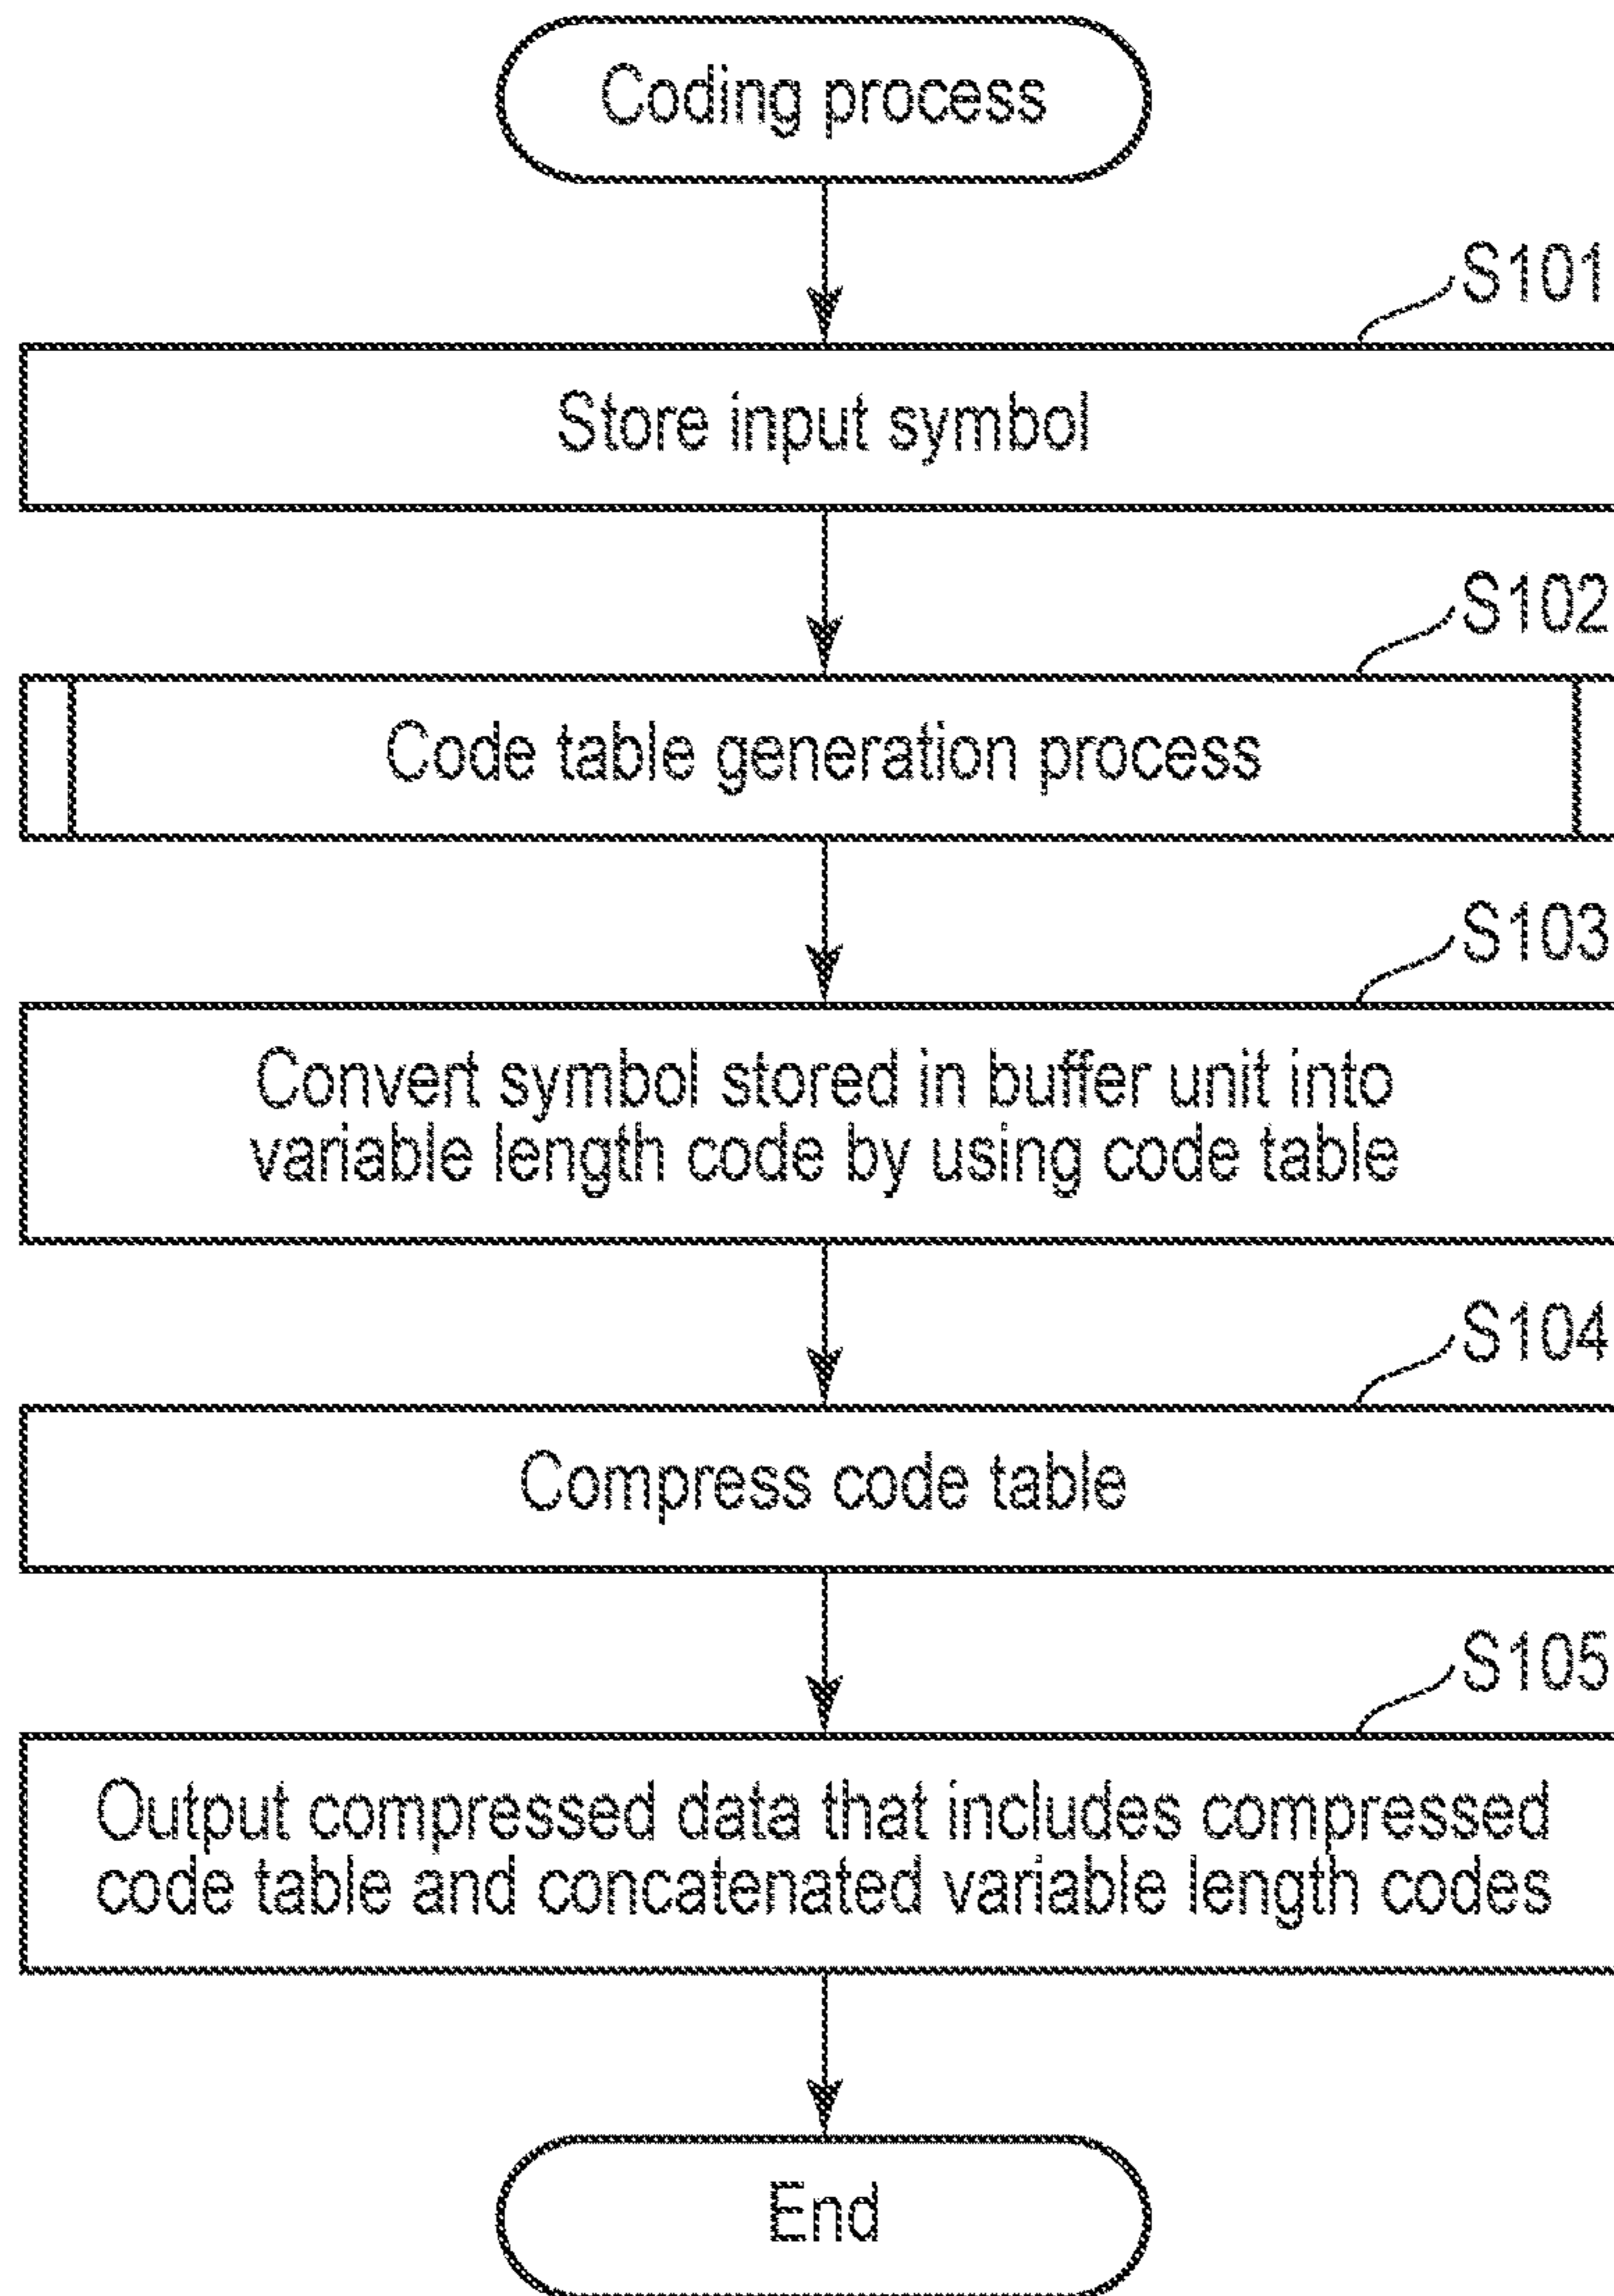 Coding process
S101
Store input symbol
S102
Code table generation process
S103
Convert symbol stored in buffer unit into
variable length code by using code table
S104
Compress code table
S105
Output compressed data that includes compressed
code table and concatenated variable length codes
End